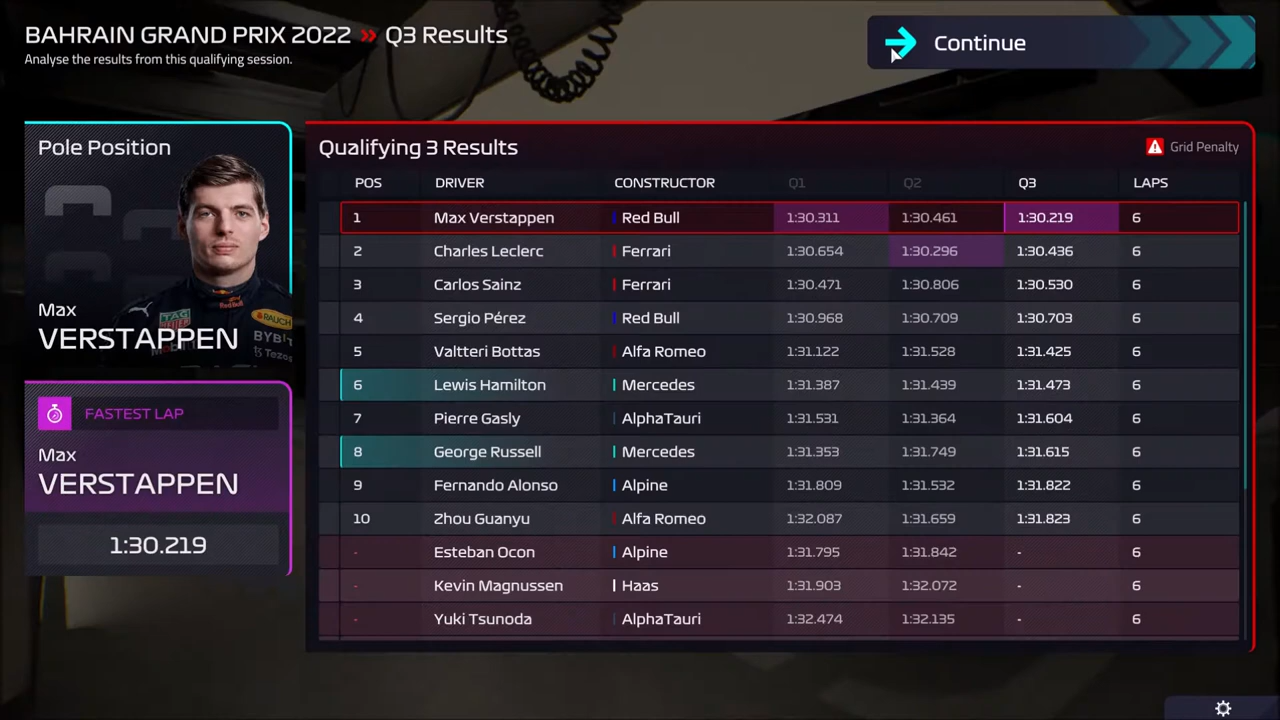 BAHRAIN GRAND PRIX 2022 » Q3 Results
Analyse the results from this qualifying session.
Continue
Pole Position
Max
VERSTAPPEN
FASTEST LAP
Max
VERSTAPPEN
1:30.219
Qualifying 3 Results
Grid Penalty
POS DRIVER CONSTRUCTOR Q1 Q2 Q3 LAPS
1 Max Verstappen Red Bull 1:30.311 1:30.461 1:30.219 6
2 Charles Leclerc Ferrari 1:30.654 1:30.296 1:30.436 6
3 Carlos Sainz Ferrari 1:30.471 1:30.806 1:30.530 6
4 Sergio Pérez Red Bull 1:30.968 1:30.709 1:30.703 6
5 Valtteri Bottas Alfa Romeo 1:31.122 1:31.528 1:31.425 6
6 Lewis Hamilton Mercedes 1:31.387 1:31.439 1:31.473 6
7 Pierre Gasly AlphaTauri 1:31.531 1:31.364 1:31.604 6
8 George Russell Mercedes 1:31.353 1:31.749 1:31.615 6
9 Fernando Alonso Alpine 1:31.809 1:31.532 1:31.822 6
10 Zhou Guanyu Alfa Romeo 1:32.087 1:31.659 1:31.823 6
- Esteban Ocon Alpine 1:31.795 1:31.842 - 6
- Kevin Magnussen Haas 1:31.903 1:32.072 - 6
- Yuki Tsunoda AlphaTauri 1:32.474 1:32.135 - 6
TAG
RAUCH
BYBIT
Tezos